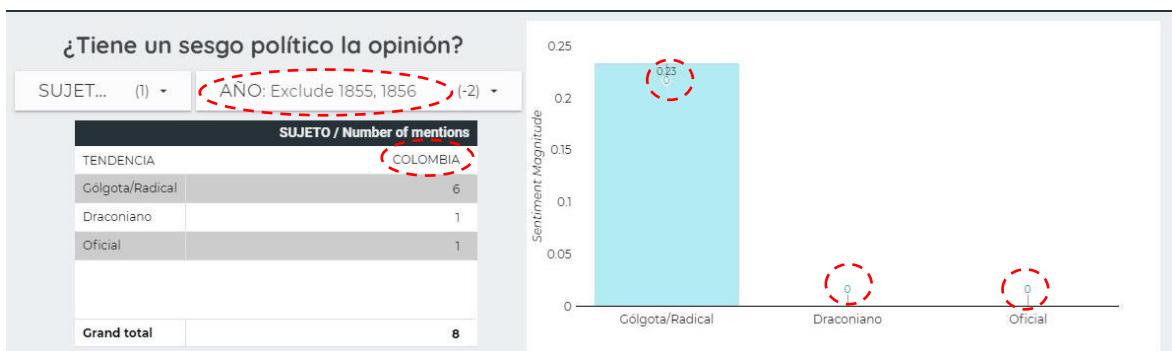 ¿Tiene un sesgo político la opinión?
SUJET... (1)
AÑO: Exclude 1855, 1856 (-2)
SUJETO / Number of mentions
TENDENCIA COLOMBIA
Gólgota/Radical 6
Draconiano 1
Oficial 1
Grand total 8
Sentiment Magnitude
0.25
0.2
0.15
0.1
0.05
0
0.23
0
0
0
Gólgota/Radical Draconiano Oficial